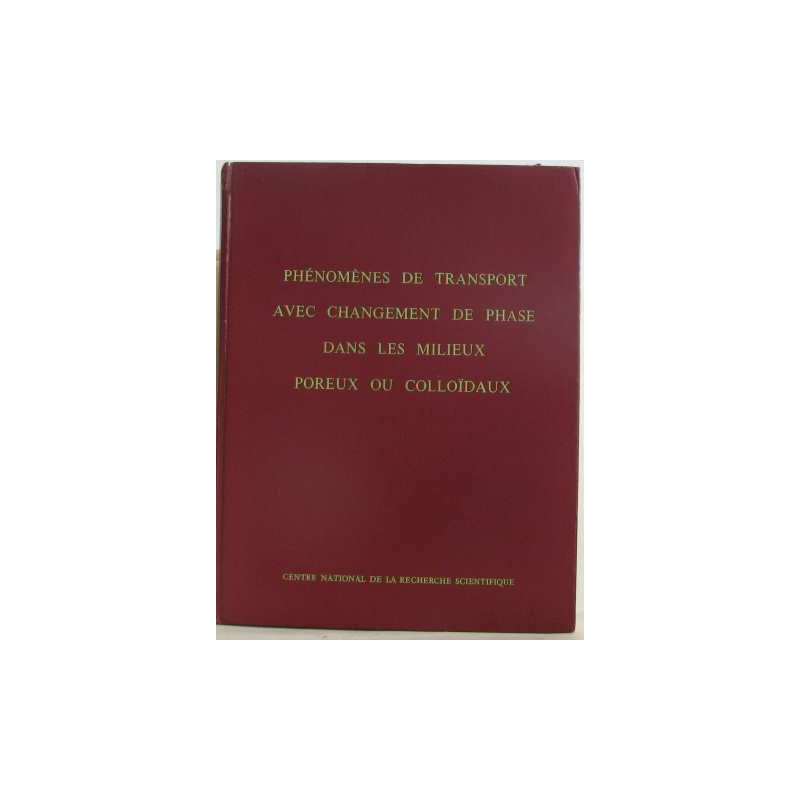 PHÉNOMÈNES DE TRANSPORT
AVEC CHANGEMENT DE PHASE
DANS LES MILIEUX
POREUX OU COLLOÏDAUX
CENTRE NATIONAL DE LA RECHERCHE SCIENTIFIQUE